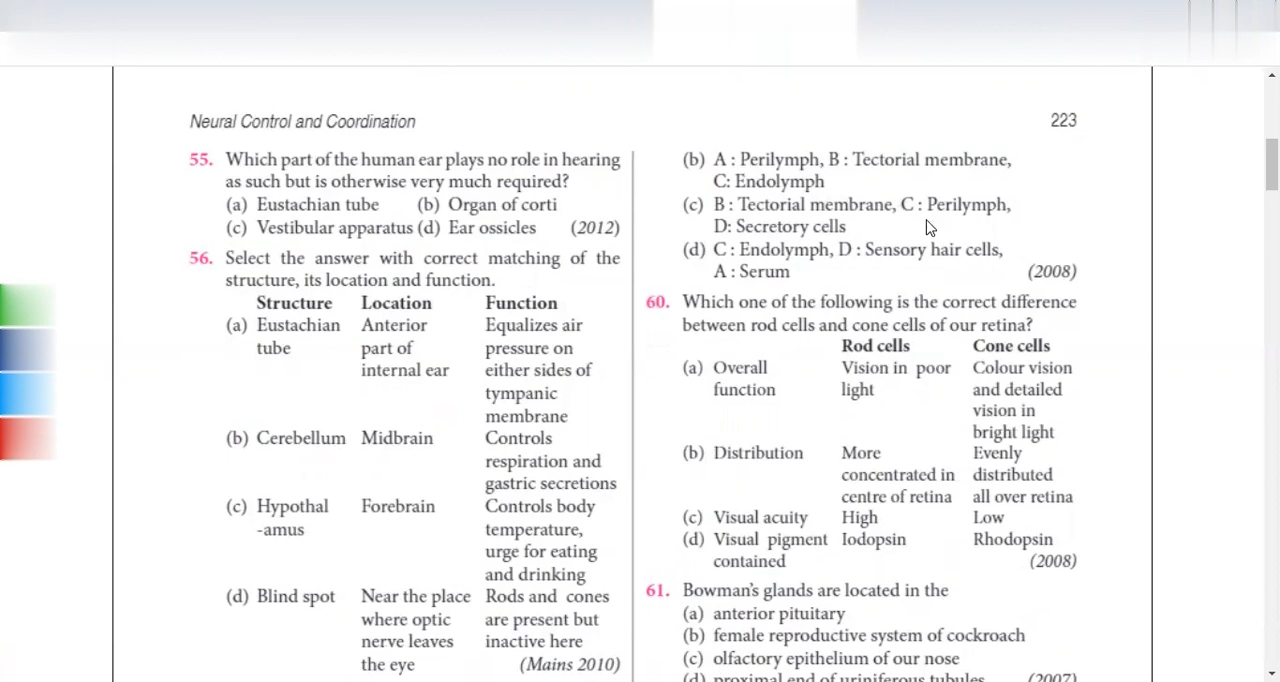 Neural Control and Coordination
223
55. Which part of the human ear plays no role in hearing
as such but is otherwise very much required?
(a) Eustachian tube (b) Organ of corti
(c) Vestibular apparatus (d) Ear ossicles (2012)
56. Select the answer with correct matching of the
structure, its location and function.
Structure Location Function
(a) Eustachian Anterior Equalizes air
tube part of pressure on
internal ear either sides of
tympanic
membrane
(b) Cerebellum Midbrain Controls
respiration and
gastric secretions
(c) Hypothal Forebrain Controls body
-amus temperature,
urge for eating
and drinking
(d) Blind spot Near the place Rods and cones
where optic are present but
nerve leaves inactive here
the eye (Mains 2010)
(b) A : Perilymph, B : Tectorial membrane,
C: Endolymph
(c) B : Tectorial membrane, C : Perilymph,
D: Secretory cells
(d) C : Endolymph, D : Sensory hair cells,
A : Serum (2008)
60. Which one of the following is the correct difference
between rod cells and cone cells of our retina?
Rod cells Cone cells
(a) Overall Vision in poor Colour vision
function light and detailed
vision in
bright light
(b) Distribution More Evenly
concentrated in distributed
centre of retina all over retina
(c) Visual acuity High Low
(d) Visual pigment Iodopsin Rhodopsin
contained (2008)
61. Bowman's glands are located in the
(a) anterior pituitary
(b) female reproductive system of cockroach
(c) olfactory epithelium of our nose
(d) proximal end of uriniferous tubules (2007)